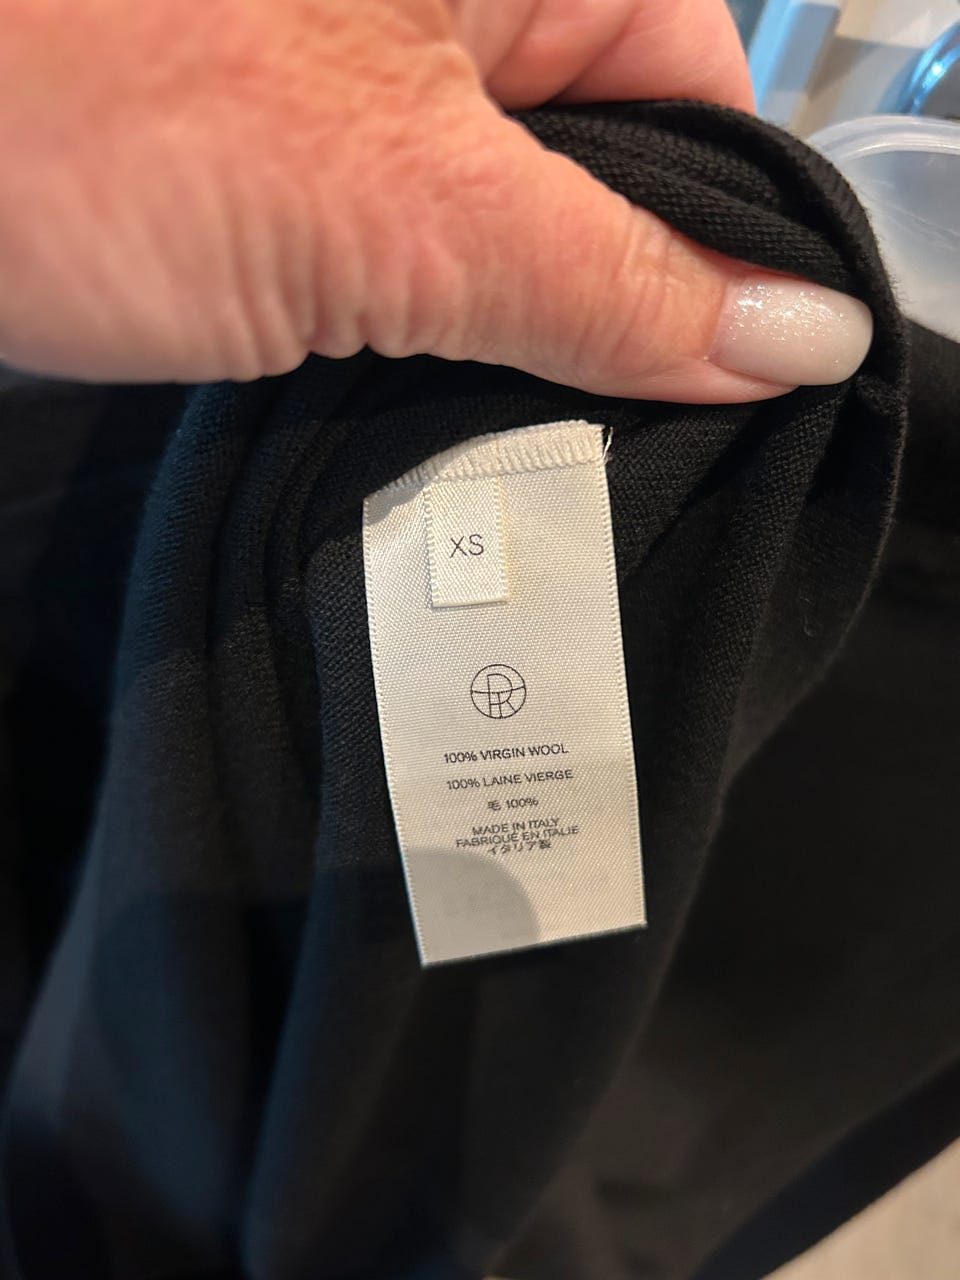 XS
100% VIRGIN WOOL
100% LAINE VIERGE
毛 100%
MADE IN ITALY
FABRIQUÉ EN ITALIE
イタリア製